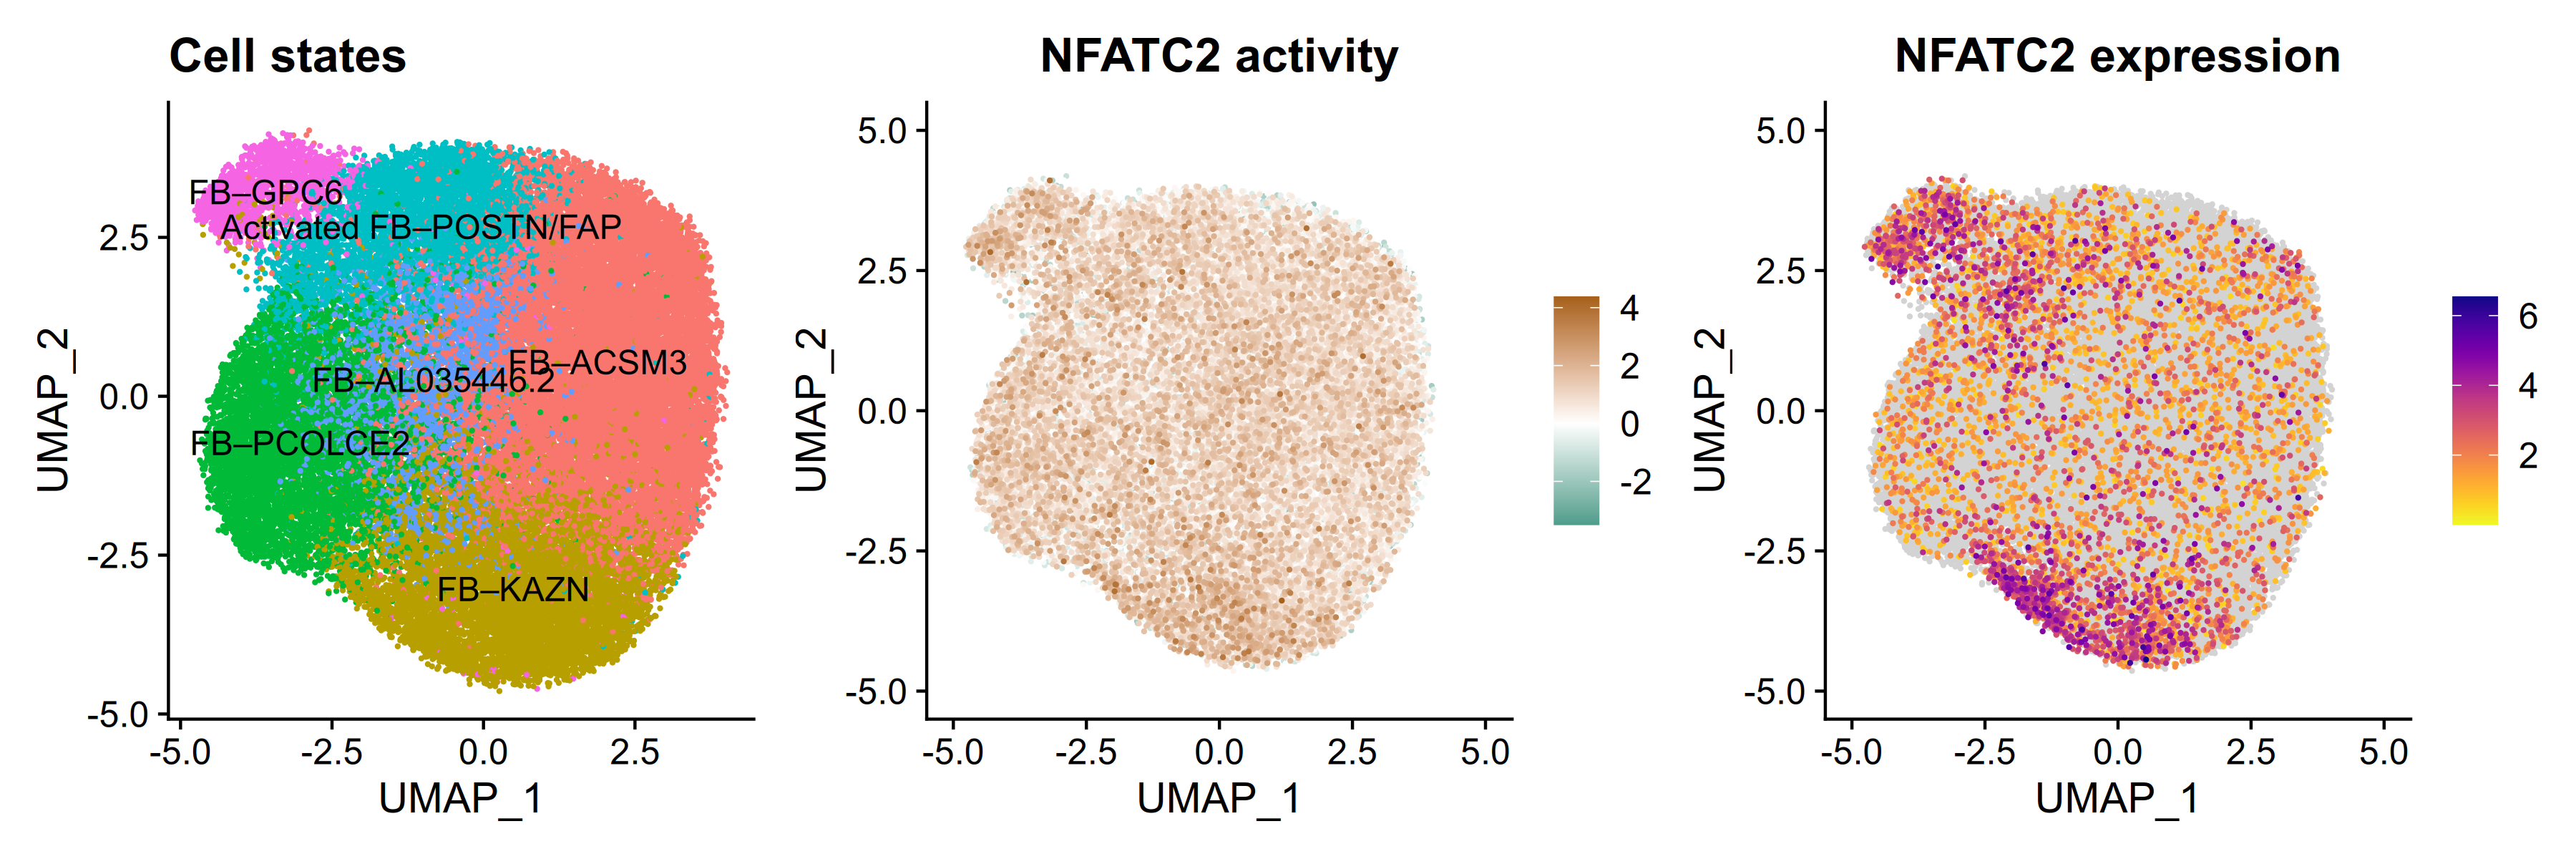 Cell states
FB–GPC6
Activated FB–POSTN/FAP
FB–ACSM3
FB–AL035446.2
FB–PCOLCE2
FB–KAZN
2.5
0.0
-2.5
-5.0
UMAP_2
-5.0 -2.5 0.0 2.5
UMAP_1
NFATC2 activity
5.0
2.5
0.0
-2.5
-5.0
UMAP_2
-5.0 -2.5 0.0 2.5 5.0
UMAP_1
4
2
0
-2
NFATC2 expression
5.0
2.5
0.0
-2.5
-5.0
UMAP_2
-5.0 -2.5 0.0 2.5 5.0
UMAP_1
6
4
2